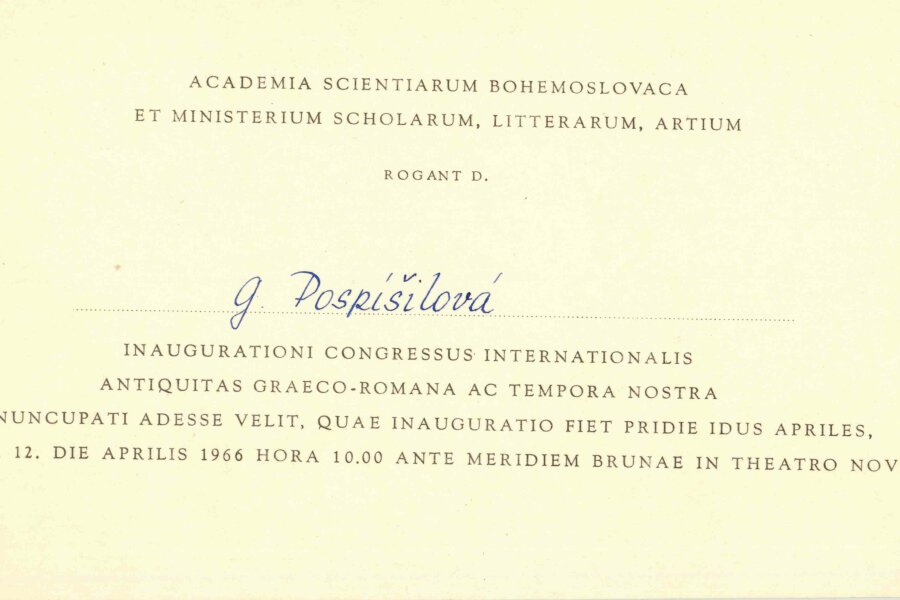 ACADEMIA SCIENTIARUM BOHEMOSLOVACA
ET MINISTERIUM SCHOLARUM, LITTERARUM, ARTIUM
ROGANT D.
G. Pospíšilová
INAUGURATIONI CONGRESSUS INTERNATIONALIS
ANTIQUITAS GRAECO-ROMANA AC TEMPORA NOSTRA
NUNCUPATI ADESSE VELIT, QUAE INAUGURATIO FIET PRIDIE IDUS APRILES,
12. DIE APRILIS 1966 HORA 10.00 ANTE MERIDIEM BRUNAE IN THEATRO NOV